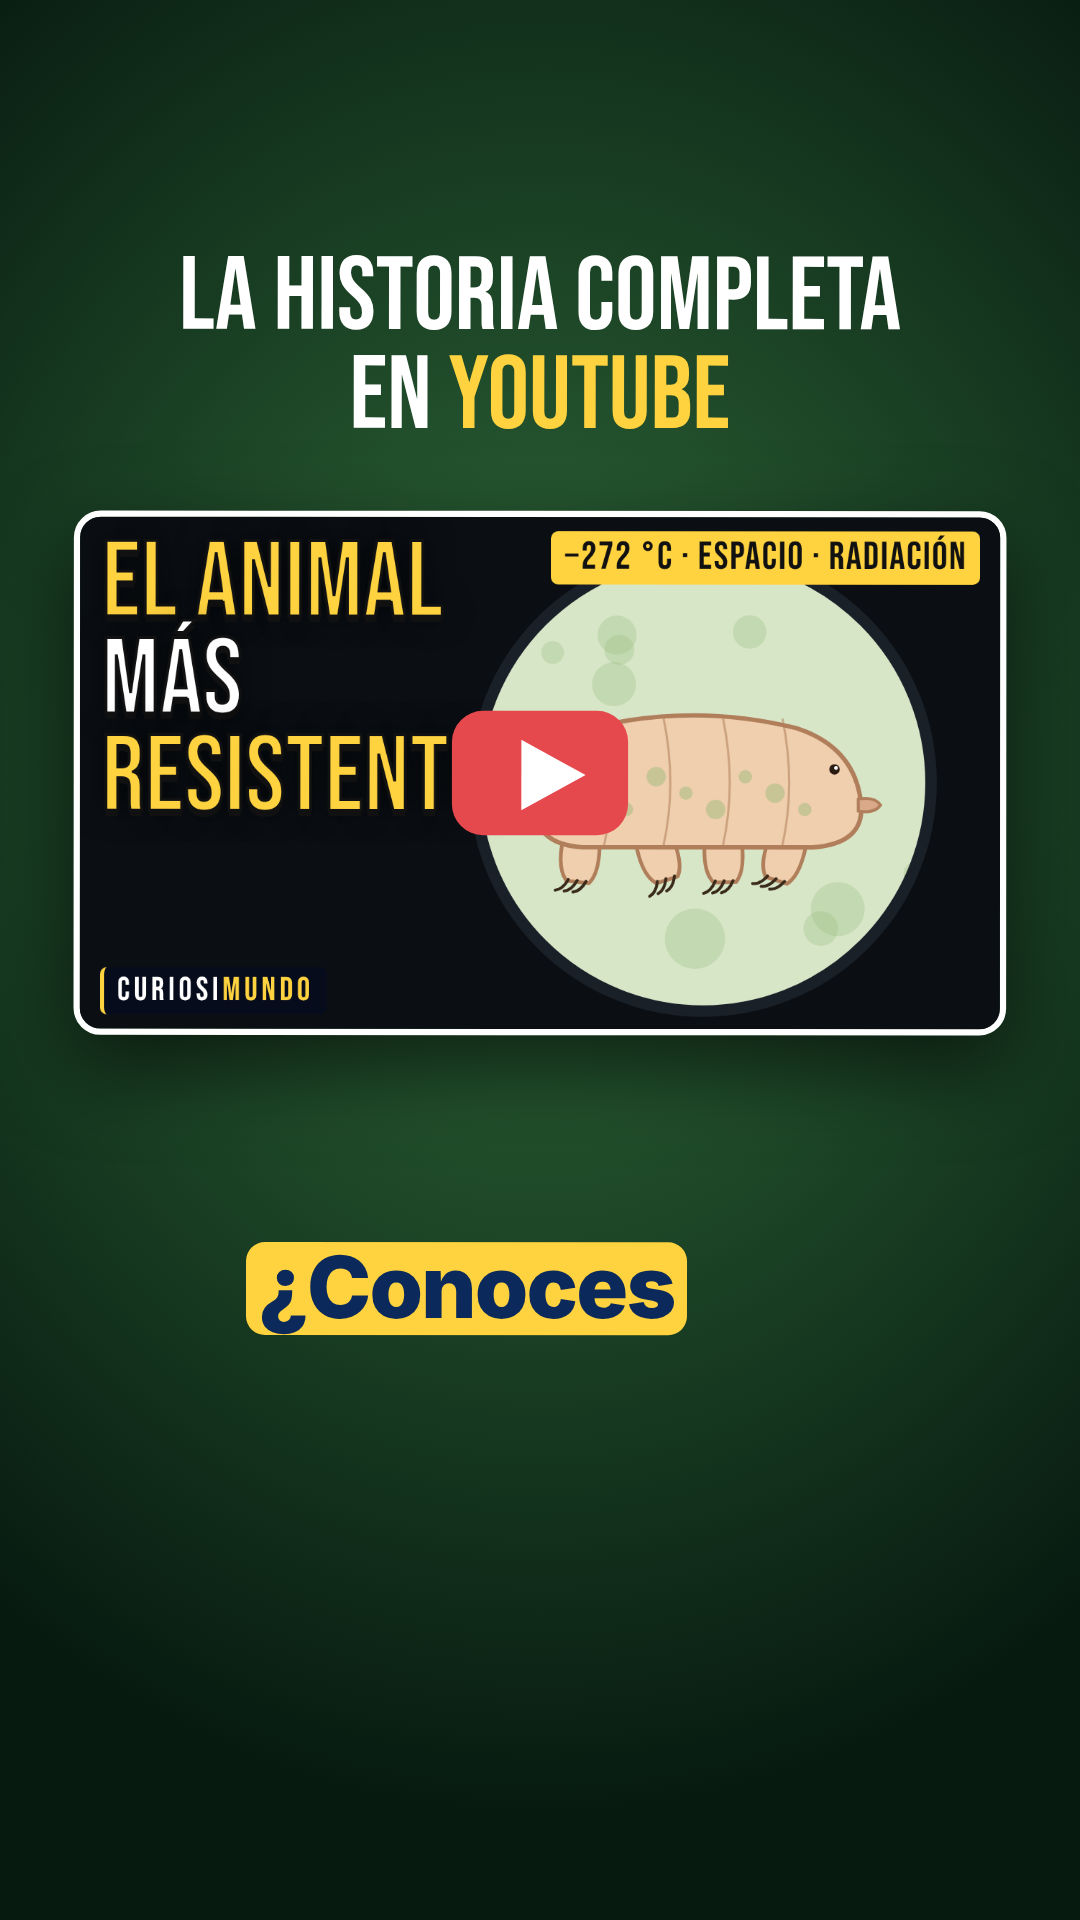 LA HISTORIA COMPLETA
EN YOUTUBE
EL ANIMAL
−272 °C · ESPACIO · RADIACIÓN
MÁS
RESISTENT
CURIOSIMUNDO
¿Conoces